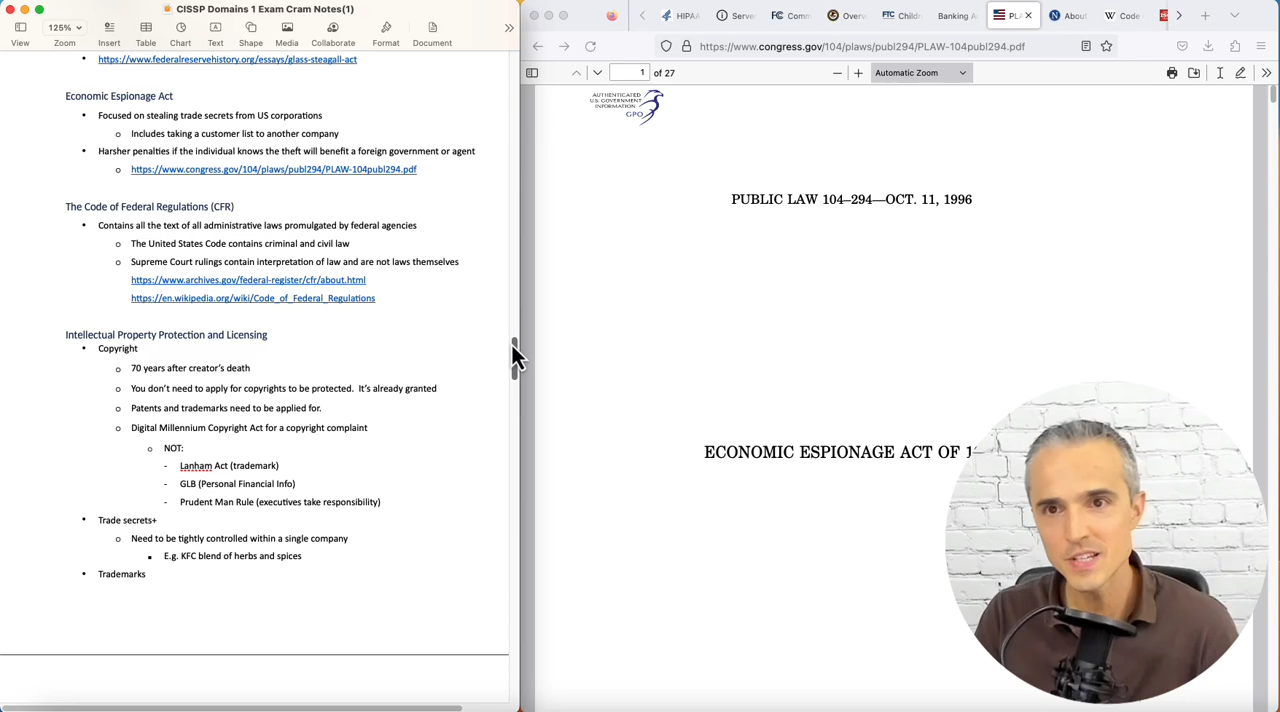 CISSP Domains 1 Exam Cram Notes(1)
125%
View
Zoom
Insert
Table
Chart
Text
Shape
Media
Collaborate
Format
Document
• https://www.federalreservehistory.org/essays/glass-steagall-act
Economic Espionage Act
• Focused on stealing trade secrets from US corporations
o Includes taking a customer list to another company
• Harsher penalties if the individual knows the theft will benefit a foreign government or agent
o https://www.congress.gov/104/plaws/publ294/PLAW-104publ294.pdf
The Code of Federal Regulations (CFR)
• Contains all the text of all administrative laws promulgated by federal agencies
o The United States Code contains criminal and civil law
o Supreme Court rulings contain interpretation of law and are not laws themselves
https://www.archives.gov/federal-register/cfr/about.html
https://en.wikipedia.org/wiki/Code_of_Federal_Regulations
Intellectual Property Protection and Licensing
• Copyright
o 70 years after creator's death
o You don't need to apply for copyrights to be protected. It's already granted
o Patents and trademarks need to be applied for.
o Digital Millennium Copyright Act for a copyright complaint
o NOT:
- Lanham Act (trademark)
- GLB (Personal Financial Info)
- Prudent Man Rule (executives take responsibility)
• Trade secrets+
o Need to be tightly controlled within a single company
▪ E.g. KFC blend of herbs and spices
• Trademarks
HIPAA
Serve
FC Comm
Overv
FTC Childr
Banking A
PLA
N Abou
W Code
https://www.congress.gov/104/plaws/publ294/PLAW-104publ294.pdf
1 of 27
Automatic Zoom
AUTHENTICATED
U.S. GOVERNMENT
INFORMATION
GPO
PUBLIC LAW 104–294—OCT. 11, 1996
ECONOMIC ESPIONAGE ACT OF 1